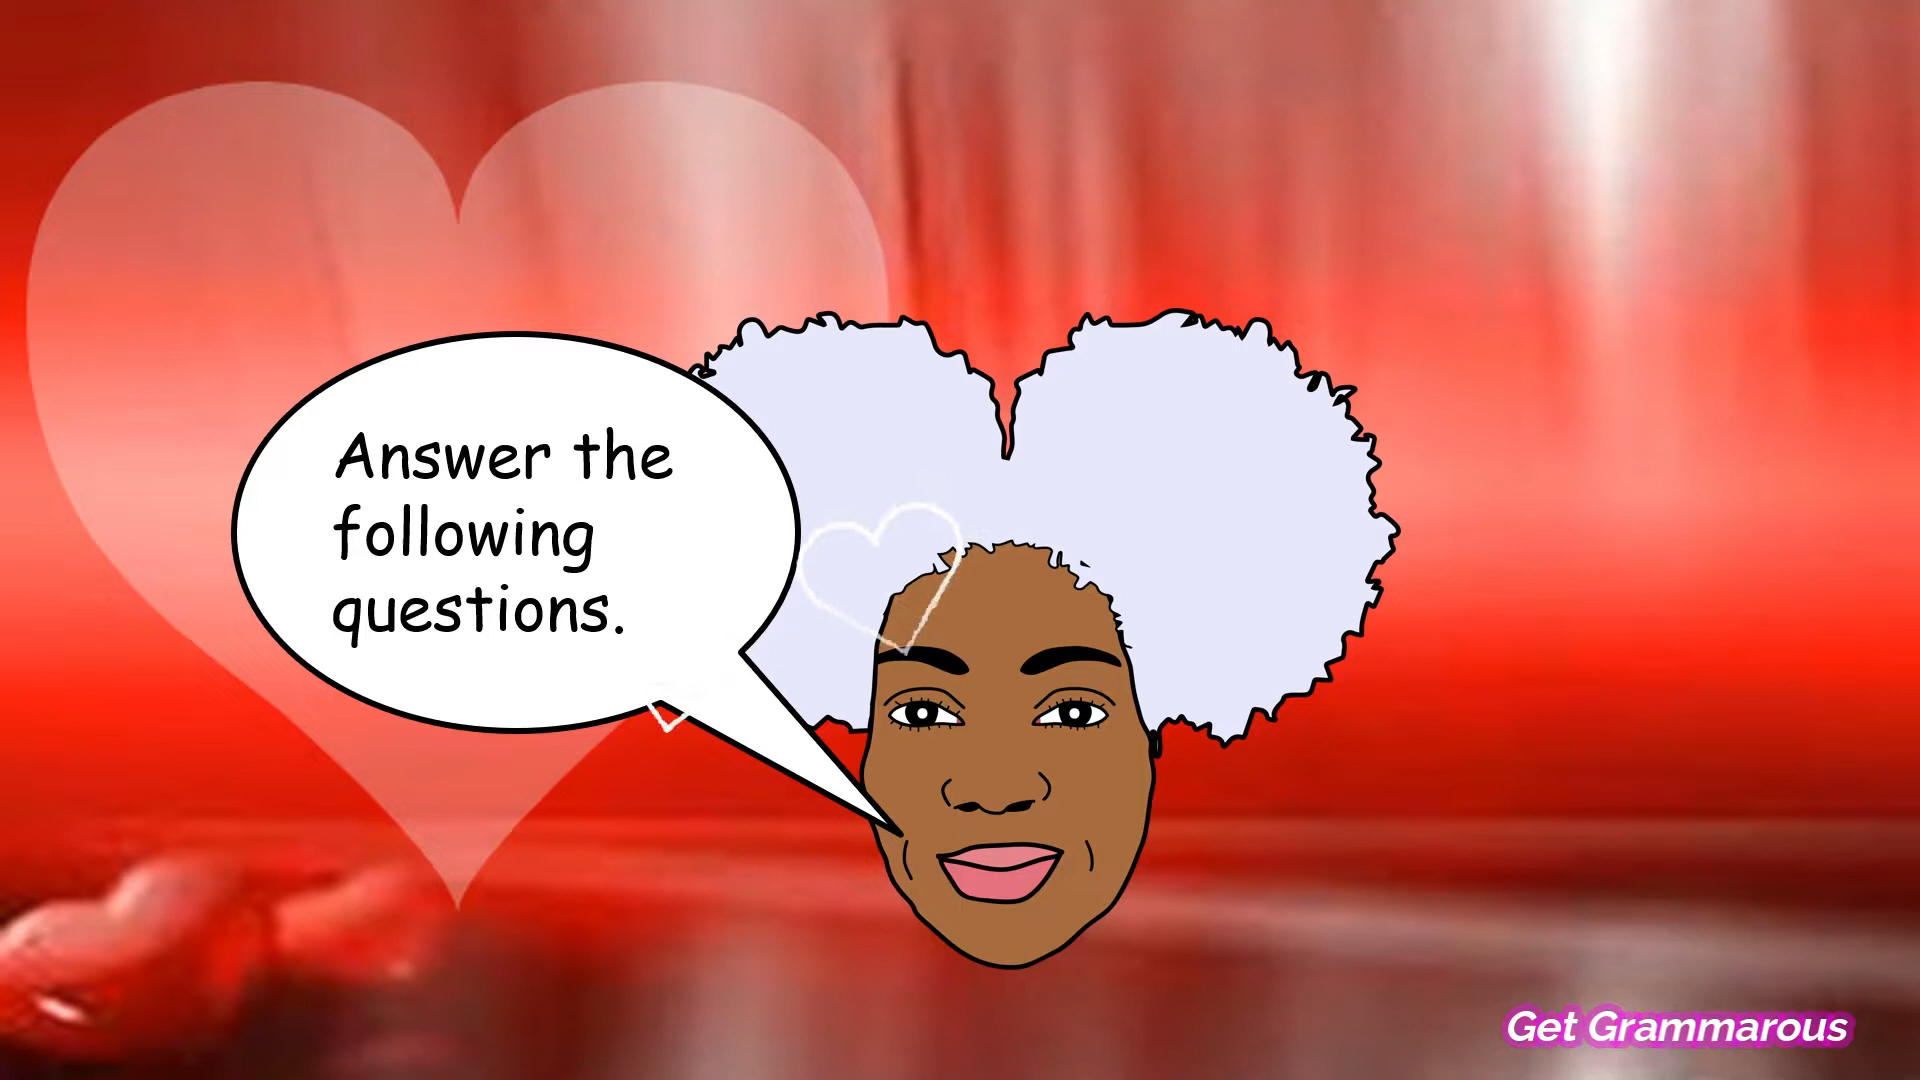 Answer the
following
questions.
Get Grammarous